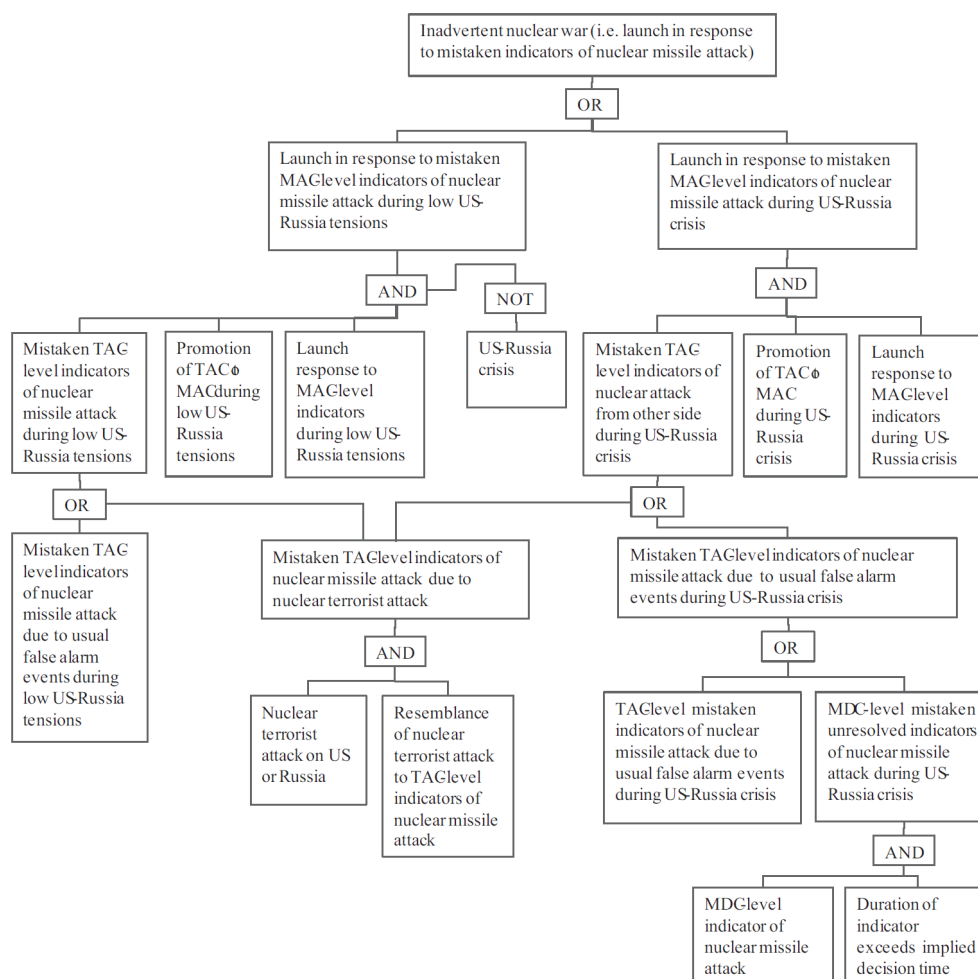 Inadvertent nuclear war (i.e. launch in response
to mistaken indicators of nuclear missile attack)
OR
Launch in response to mistaken
MAC-level indicators of nuclear
missile attack during low US-
Russia tensions
Launch in response to mistaken
MAC-level indicators of nuclear
missile attack during US-Russia
crisis
AND
NOT
AND
Mistaken TAC-
level indicators
of nuclear
missile attack
during low US-
Russia tensions
Promotion
of TAC to
MAC during
low US-
Russia
tensions
Launch
response to
MAC-level
indicators
during low US-
Russia tensions
US-Russia
crisis
Mistaken TAC-
level indicators of
nuclear attack
from other side
during US-Russia
crisis
Promotion
of TAC to
MAC
during US-
Russia
crisis
Launch
response to
MAC-level
indicators
during US-
Russia crisis
OR
OR
Mistaken TAC-
level indicators
of nuclear
missile attack
due to usual
false alarm
events during
low US-Russia
tensions
Mistaken TAC-level indicators of
nuclear missile attack due to
nuclear terrorist attack
Mistaken TAC-level indicators of nuclear
missile attack due to usual false alarm
events during US-Russia crisis
AND
OR
Nuclear
terrorist
attack on US
or Russia
Resemblance
of nuclear
terrorist attack
to TAC-level
indicators of
nuclear missile
attack
TAC-level mistaken
indicators of nuclear
missile attack due to
usual false alarm events
during US-Russia crisis
MDC-level mistaken
unresolved indicators
of nuclear missile
attack during US-
Russia crisis
AND
MDC-level
indicator of
nuclear missile
attack
Duration of
indicator
exceeds implied
decision time